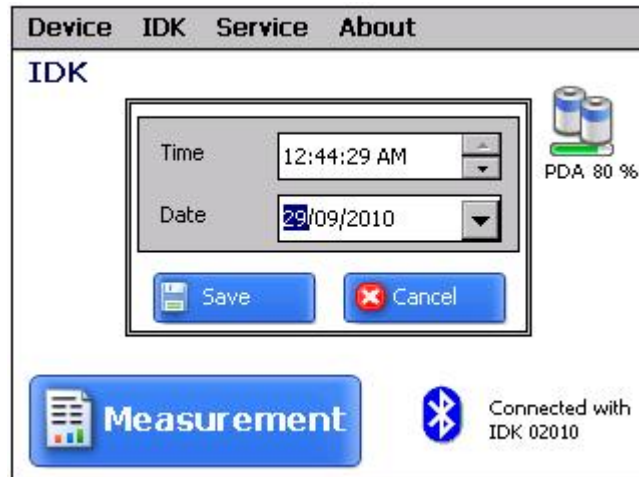 Device IDK Service About
IDK
Time 12:44:29 AM
PDA 80 %
Date 29/09/2010
Save Cancel
Measurement
Connected with
IDK 02010